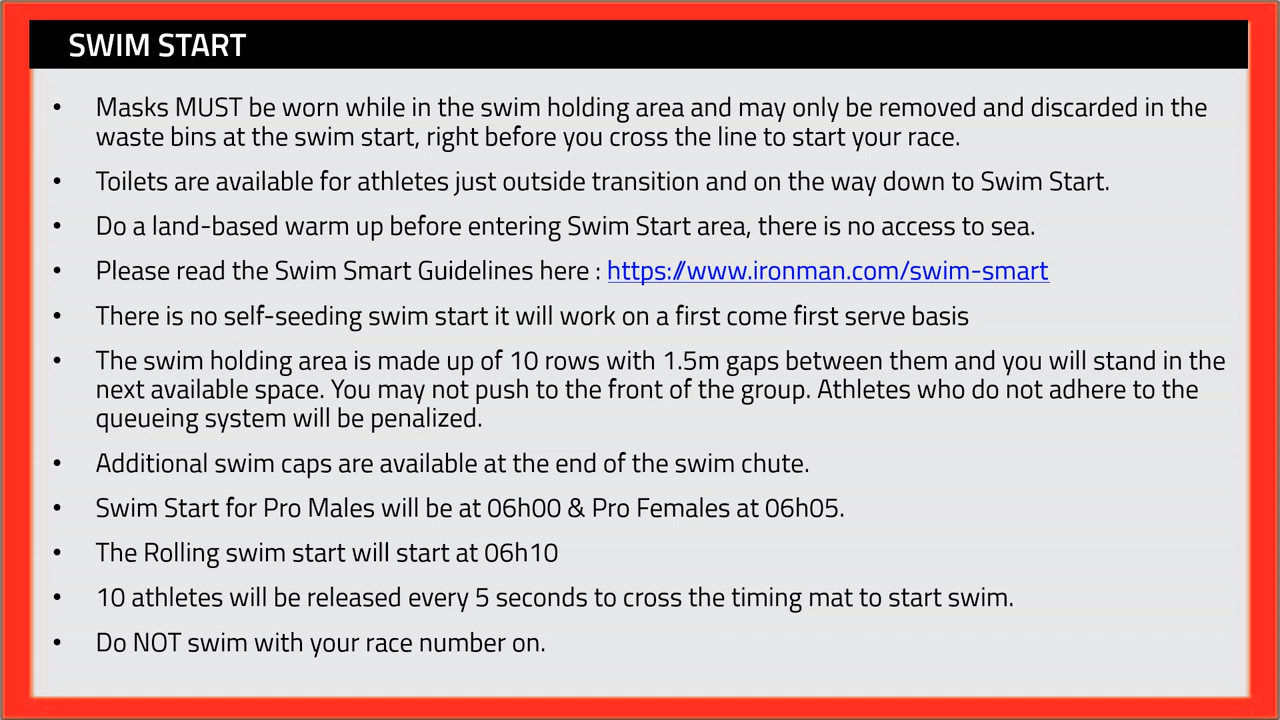 SWIM START
• Masks MUST be worn while in the swim holding area and may only be removed and discarded in the
waste bins at the swim start, right before you cross the line to start your race.
• Toilets are available for athletes just outside transition and on the way down to Swim Start.
• Do a land-based warm up before entering Swim Start area, there is no access to sea.
• Please read the Swim Smart Guidelines here : https://www.ironman.com/swim-smart
• There is no self-seeding swim start it will work on a first come first serve basis
• The swim holding area is made up of 10 rows with 1.5m gaps between them and you will stand in the
next available space. You may not push to the front of the group. Athletes who do not adhere to the
queueing system will be penalized.
• Additional swim caps are available at the end of the swim chute.
• Swim Start for Pro Males will be at 06h00 & Pro Females at 06h05.
• The Rolling swim start will start at 06h10
• 10 athletes will be released every 5 seconds to cross the timing mat to start swim.
• Do NOT swim with your race number on.